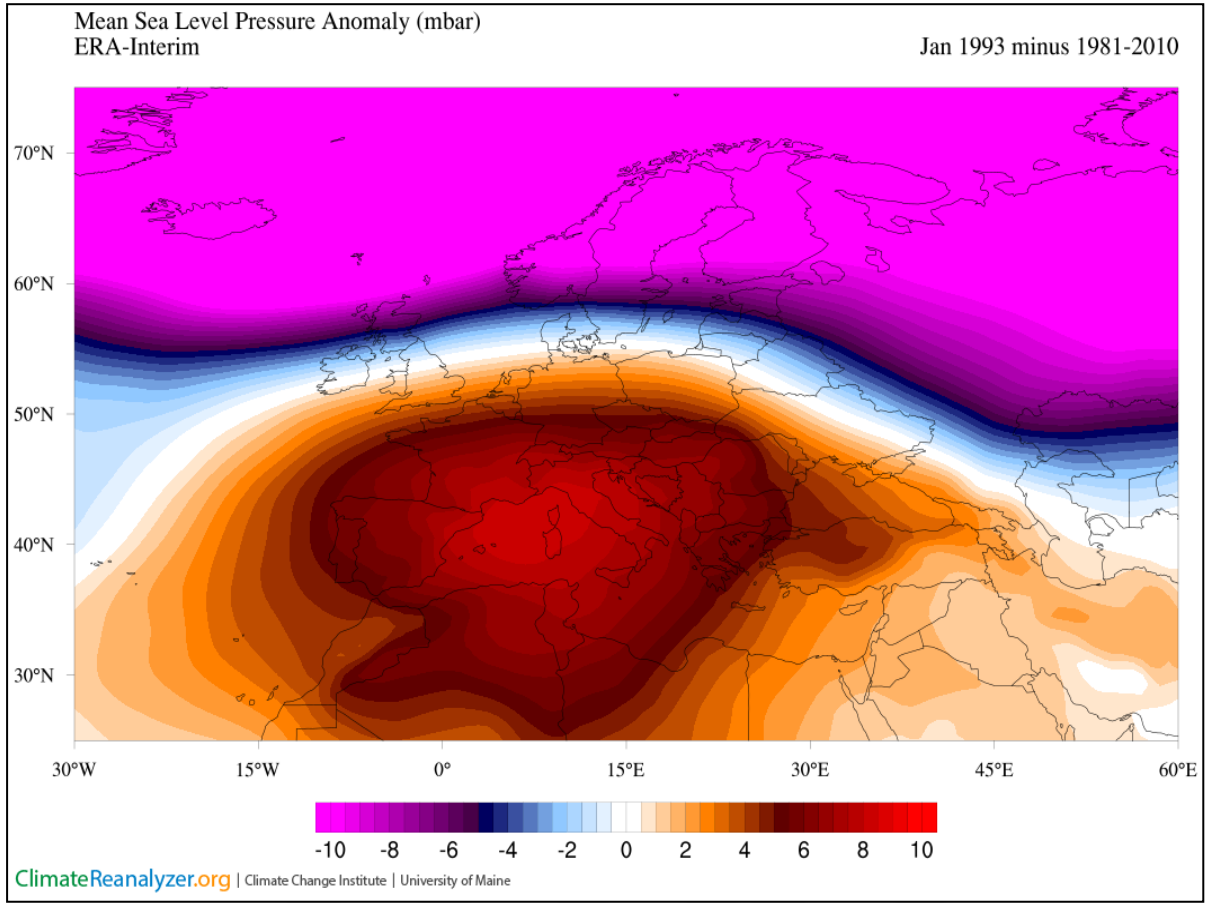 Mean Sea Level Pressure Anomaly (mbar)
ERA-Interim
Jan 1993 minus 1981-2010
70°N
60°N
50°N
40°N
30°N
30°W 15°W 0° 15°E 30°E 45°E 60°E
-10 -8 -6 -4 -2 0 2 4 6 8 10
ClimateReanalyzer.org | Climate Change Institute | University of Maine